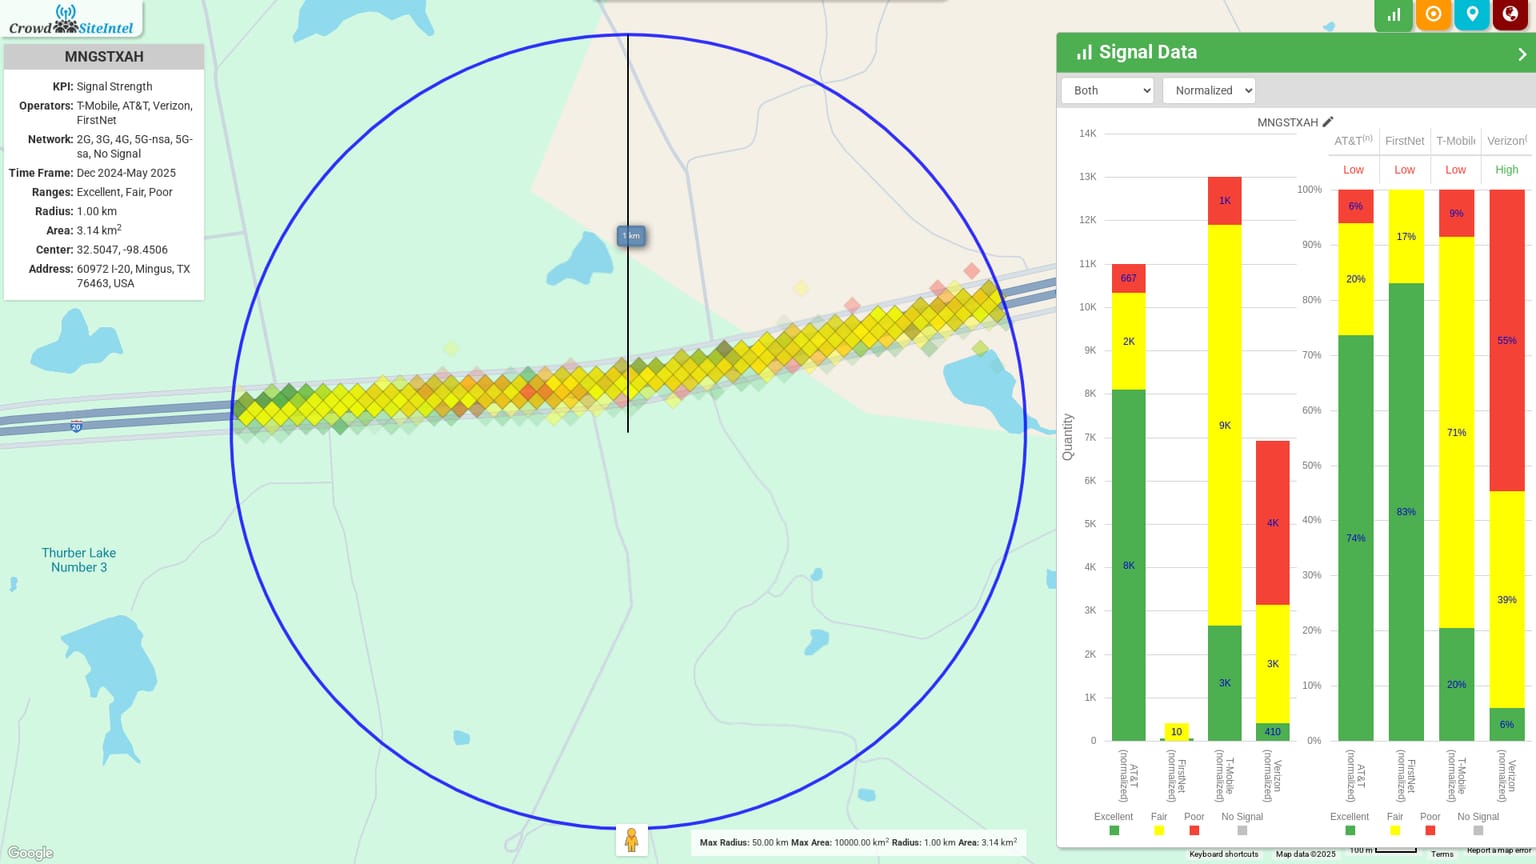 Crowd SiteIntel
MNGSTXAH
KPI: Signal Strength
Operators: T-Mobile, AT&T, Verizon,
FirstNet
Network: 2G, 3G, 4G, 5G-nsa, 5G-
sa, No Signal
Time Frame: Dec 2024-May 2025
Ranges: Excellent, Fair, Poor
Radius: 1.00 km
Area: 3.14 km²
Center: 32.5047, -98.4506
Address: 60972 I-20, Mingus, TX
76463, USA
1 km
20
Thurber Lake
Number 3
Google
Max Radius: 50.00 km Max Area: 10000.00 km² Radius: 1.00 km Area: 3.14 km²
Signal Data
Both
Normalized
MNGSTXAH
14K
13K
12K
11K
10K
9K
8K
7K
6K
5K
4K
3K
2K
1K
0
Quantity
667
2K
8K
10
1K
9K
3K
4K
3K
410
AT&T
(normalized)
FirstNet
(normalized)
T-Mobile
(normalized)
Verizon
(normalized)
Excellent
Fair
Poor
No Signal
AT&T(n)
FirstNet
T-Mobile
Verizon(
Low
Low
Low
High
100%
90%
80%
70%
60%
50%
40%
30%
20%
10%
0%
6%
20%
74%
17%
83%
9%
71%
20%
55%
39%
6%
AT&T
(normalized)
FirstNet
(normalized)
T-Mobile
(normalized)
Verizon
(normalized)
Excellent
Fair
Poor
No Signal
Keyboard shortcuts
Map data ©2025
100 m
Terms
Report a map error